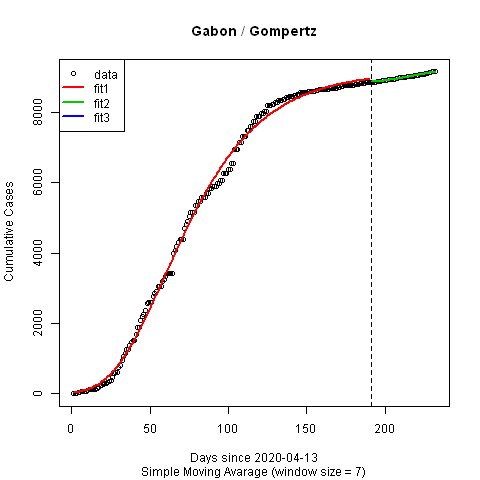 Gabon / Gompertz
data
fit1
fit2
fit3
Cumulative Cases
0
2000
4000
6000
8000
0
50
100
150
200
Days since 2020-04-13
Simple Moving Avarage (window size = 7)